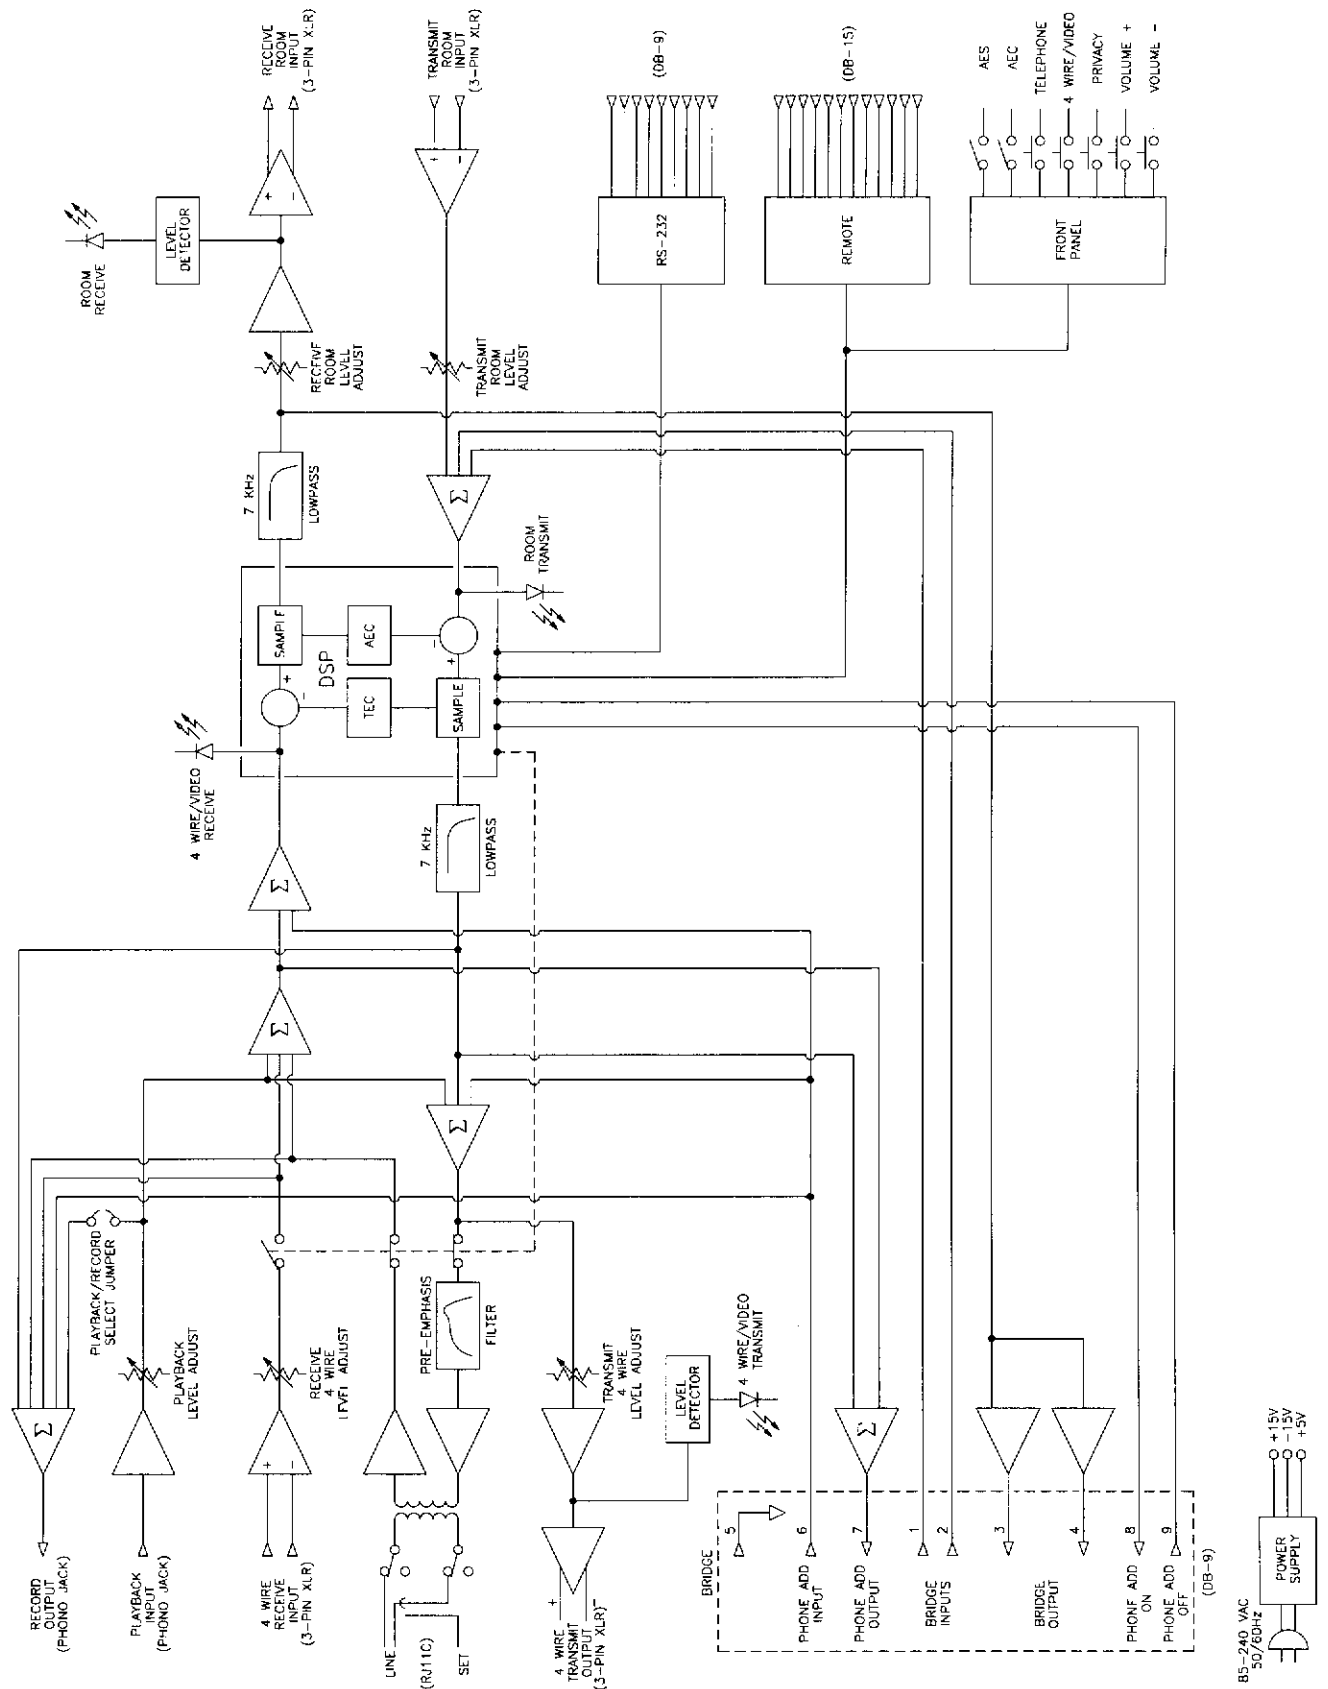 RECORD
OUTPUT
(PHONO JACK)
PLAYBACK
INPUT
(PHONO JACK)
4 WIRE
RECEIVE
INPUT
(3-PIN XLR)
LINE
(RJ11C)
SET
4 WIRE
TRANSMIT
OUTPUT
(3-PIN XLR)
+
−
Σ
PLAYBACK/RECORD
SELECT JUMPER
PLAYBACK
LEVEL ADJUST
+
−
RECEIVE
4 WIRE
LEVEL ADJUST
PRE-EMPHASIS
FILTER
TRANSMIT
4 WIRE
LEVEL ADJUST
LEVEL
DETECTOR
4 WIRE/VIDEO
TRANSMIT
Σ
Σ
Σ
Σ
4 WIRE/VIDEO
RECEIVE
7 KHz
LOWPASS
DSP
SAMPLE
TEC
AEC
SAMPLE
+
−
−
+
ROOM
TRANSMIT
Σ
7 KHz
LOWPASS
RECEIVE
ROOM
LEVEL
ADJUST
TRANSMIT
ROOM
LEVEL
ADJUST
ROOM
RECEIVE
LEVEL
DETECTOR
+
−
RECEIVE
ROOM
INPUT
(3-PIN XLR)
+
−
TRANSMIT
ROOM
INPUT
(3-PIN XLR)
RS-232
(DB-9)
REMOTE
(DB-15)
FRONT
PANEL
AES
AEC
TELEPHONE
4 WIRE/VIDEO
PRIVACY
VOLUME +
VOLUME -
BRIDGE
5
PHONE ADD
INPUT
6
PHONE ADD
OUTPUT
7
BRIDGE
INPUTS
1
2
BRIDGE
OUTPUT
3
4
PHONE ADD
ON
8
PHONE ADD
OFF
9
(DB-9)
85-240 VAC
50/60Hz
POWER
SUPPLY
+15V
-15V
+5V